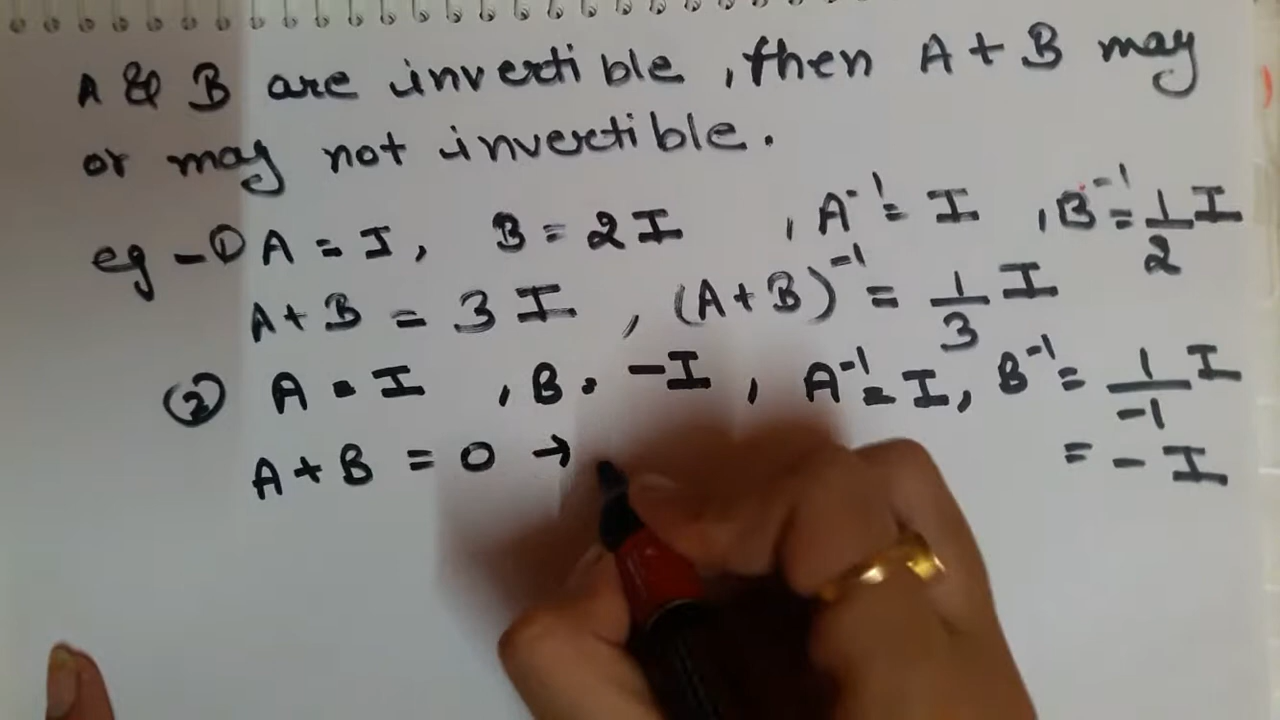 A & B are invertible, then A + B may
or may not invertible.
eg - ① A = I, B = 2I , A⁻¹ = I , B⁻¹ = 1/2 I
A + B = 3 I , (A + B)⁻¹ = 1/3 I
② A = I , B = -I , A⁻¹ = I, B⁻¹ = 1/-1 I
A + B = 0 → = - I